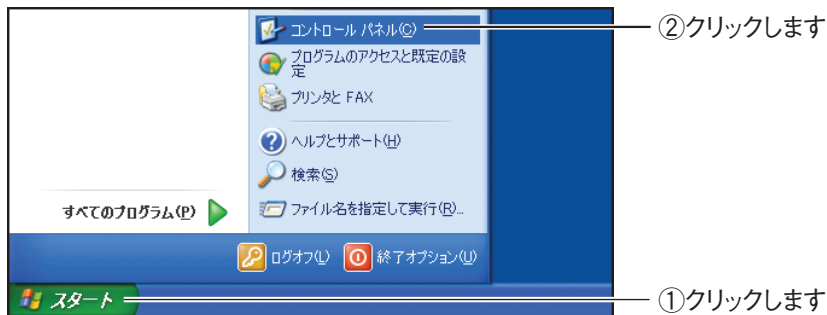 コントロール パネル(C)
②クリックします
プログラムのアクセスと既定の設
定
プリンタと FAX
ヘルプとサポート(H)
検索(S)
すべてのプログラム(P)
ファイル名を指定して実行(R)...
ログオフ(L)
終了オプション(U)
スタート
①クリックします